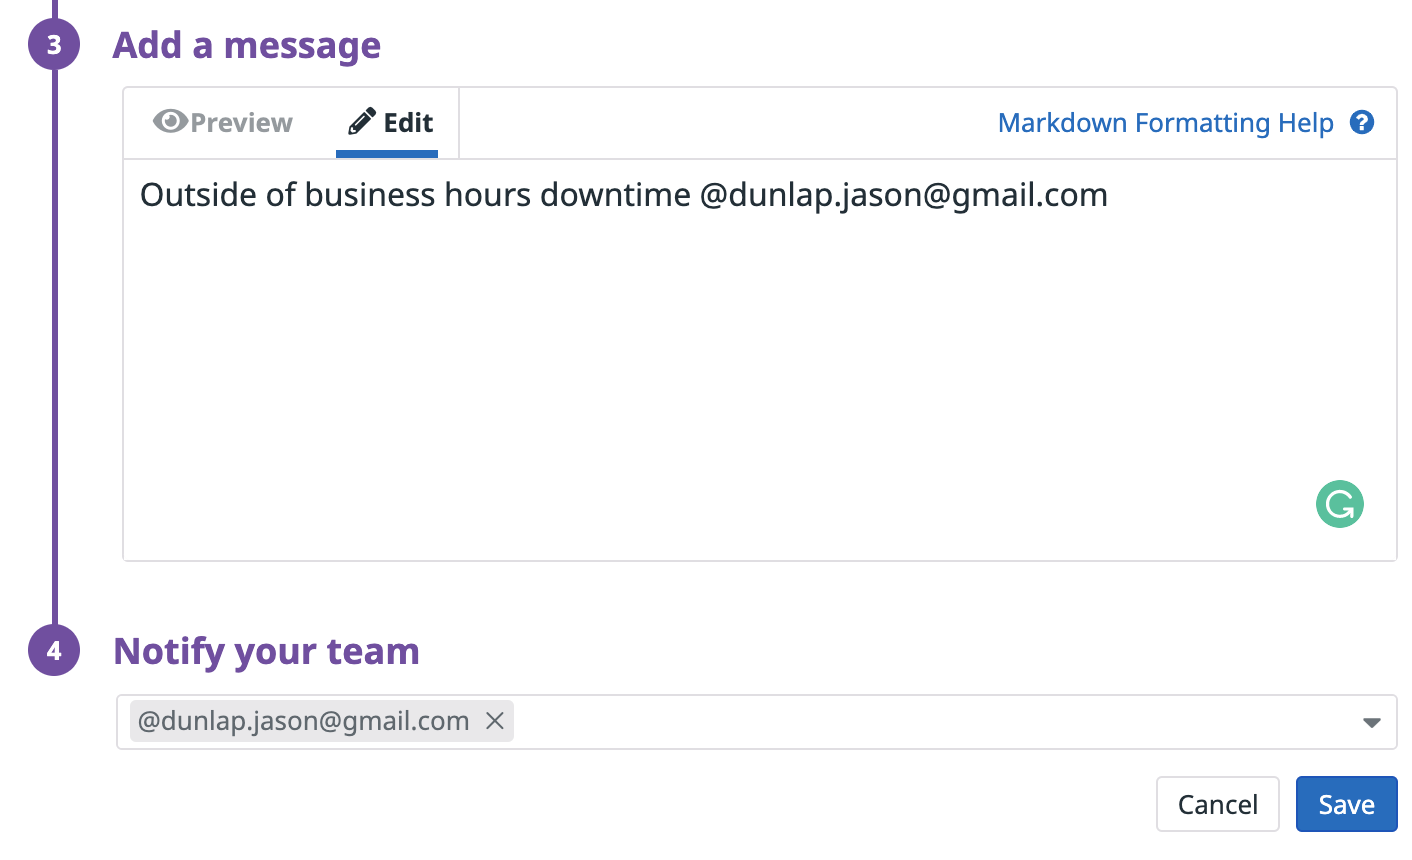 3 Add a message
Preview Edit Markdown Formatting Help ?
Outside of business hours downtime @dunlap.jason@gmail.com
4 Notify your team
@dunlap.jason@gmail.com
Cancel Save